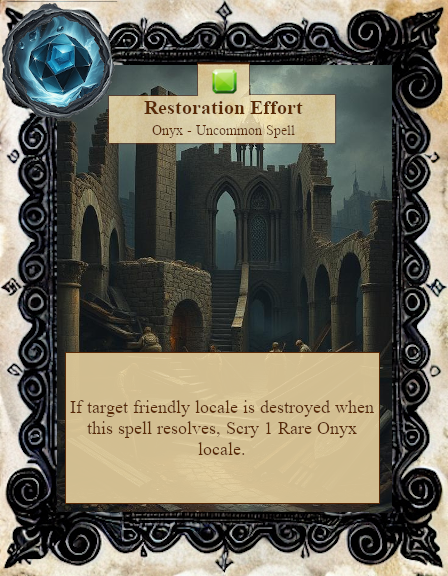 Restoration Effort
Onyx - Uncommon Spell
If target friendly locale is destroyed when
this spell resolves, Scry 1 Rare Onyx
locale.